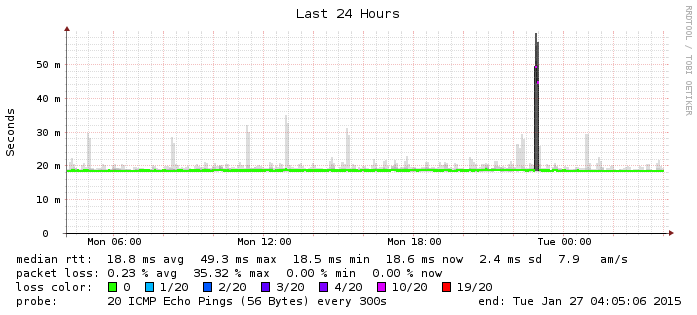 Last 24 Hours
RRDTOOL / TOBI OETIKER
Seconds
50 m
40 m
30 m
20 m
10 m
0
Mon 06:00 Mon 12:00 Mon 18:00 Tue 00:00
median rtt: 18.8 ms avg 49.3 ms max 18.5 ms min 18.6 ms now 2.4 ms sd 7.9 am/s
packet loss: 0.23 % avg 35.32 % max 0.00 % min 0.00 % now
loss color: 0 1/20 2/20 3/20 4/20 10/20 19/20
probe: 20 ICMP Echo Pings (56 Bytes) every 300s end: Tue Jan 27 04:05:06 2015